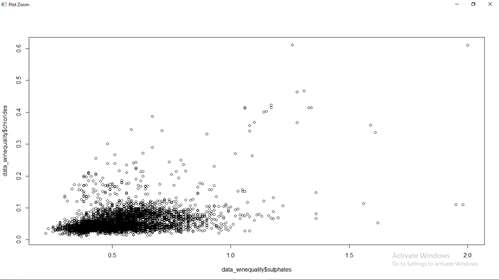 Plot Zoom
data_winequality$chlorides
0.6
0.5
0.4
0.3
0.2
0.1
0.0
0.5
1.0
1.5
2.0
data_winequality$sulphates
Activate Windows
Go to Settings to activate Windows.